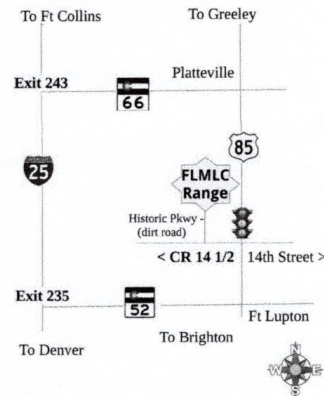 To Ft Collins
To Greeley
Platteville
Exit 243
66
85
25
FLMLC
Range
Historic Pkwy -
(dirt road)
< CR 14 1/2
14th Street >
Exit 235
52
Ft Lupton
To Brighton
To Denver
N
W E
S